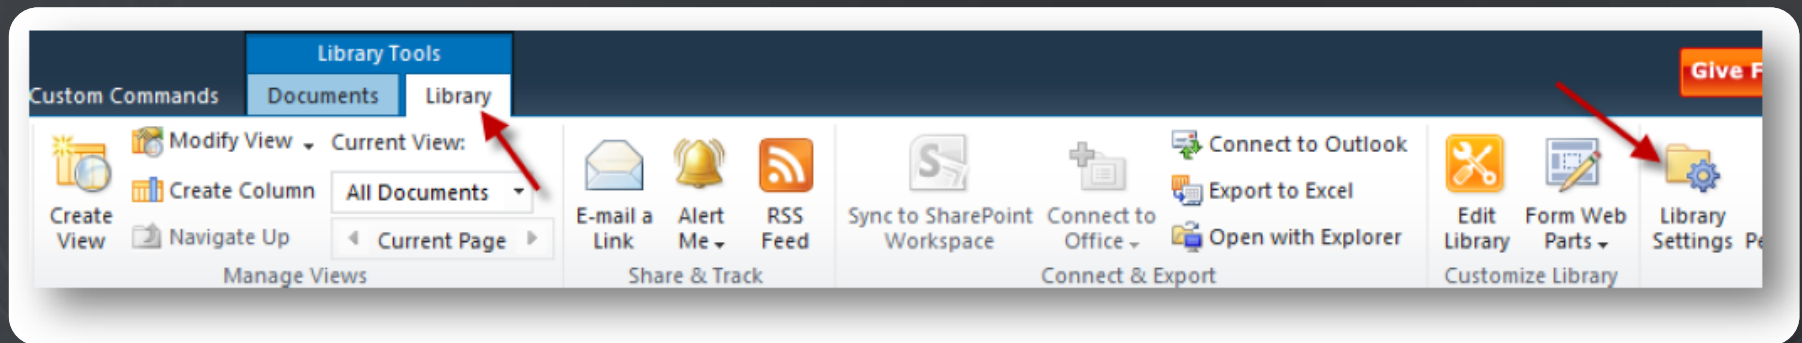 Library Tools
Give F
Custom Commands Documents Library
Modify View Current View:
Connect to Outlook
Create Column All Documents
Export to Excel
Create View
Navigate Up Current Page
E-mail a Link
Alert Me
RSS Feed
Sync to SharePoint Workspace
Connect to Office
Open with Explorer
Edit Library
Form Web Parts
Library Settings
Pe
Manage Views Share & Track Connect & Export Customize Library